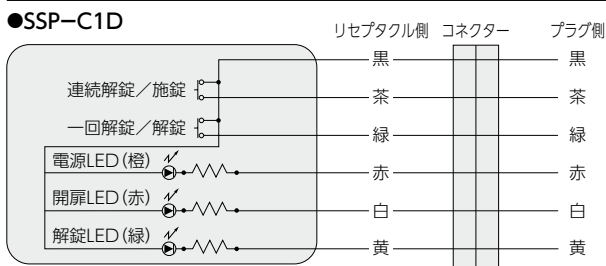 ●SSP−C1D
リセプタクル側 コネクター プラグ側
黒 黒
連続解錠／施錠 茶 茶
一回解錠／解錠 緑 緑
電源LED（橙） 赤 赤
開扉LED（赤） 白 白
解錠LED（緑） 黄 黄